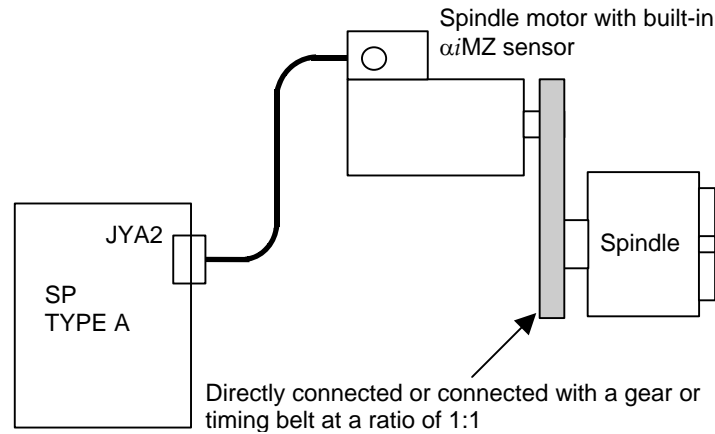 Spindle motor with built-in
αiMZ sensor
JYA2
Spindle
SP
TYPE A
Directly connected or connected with a gear or
timing belt at a ratio of 1:1